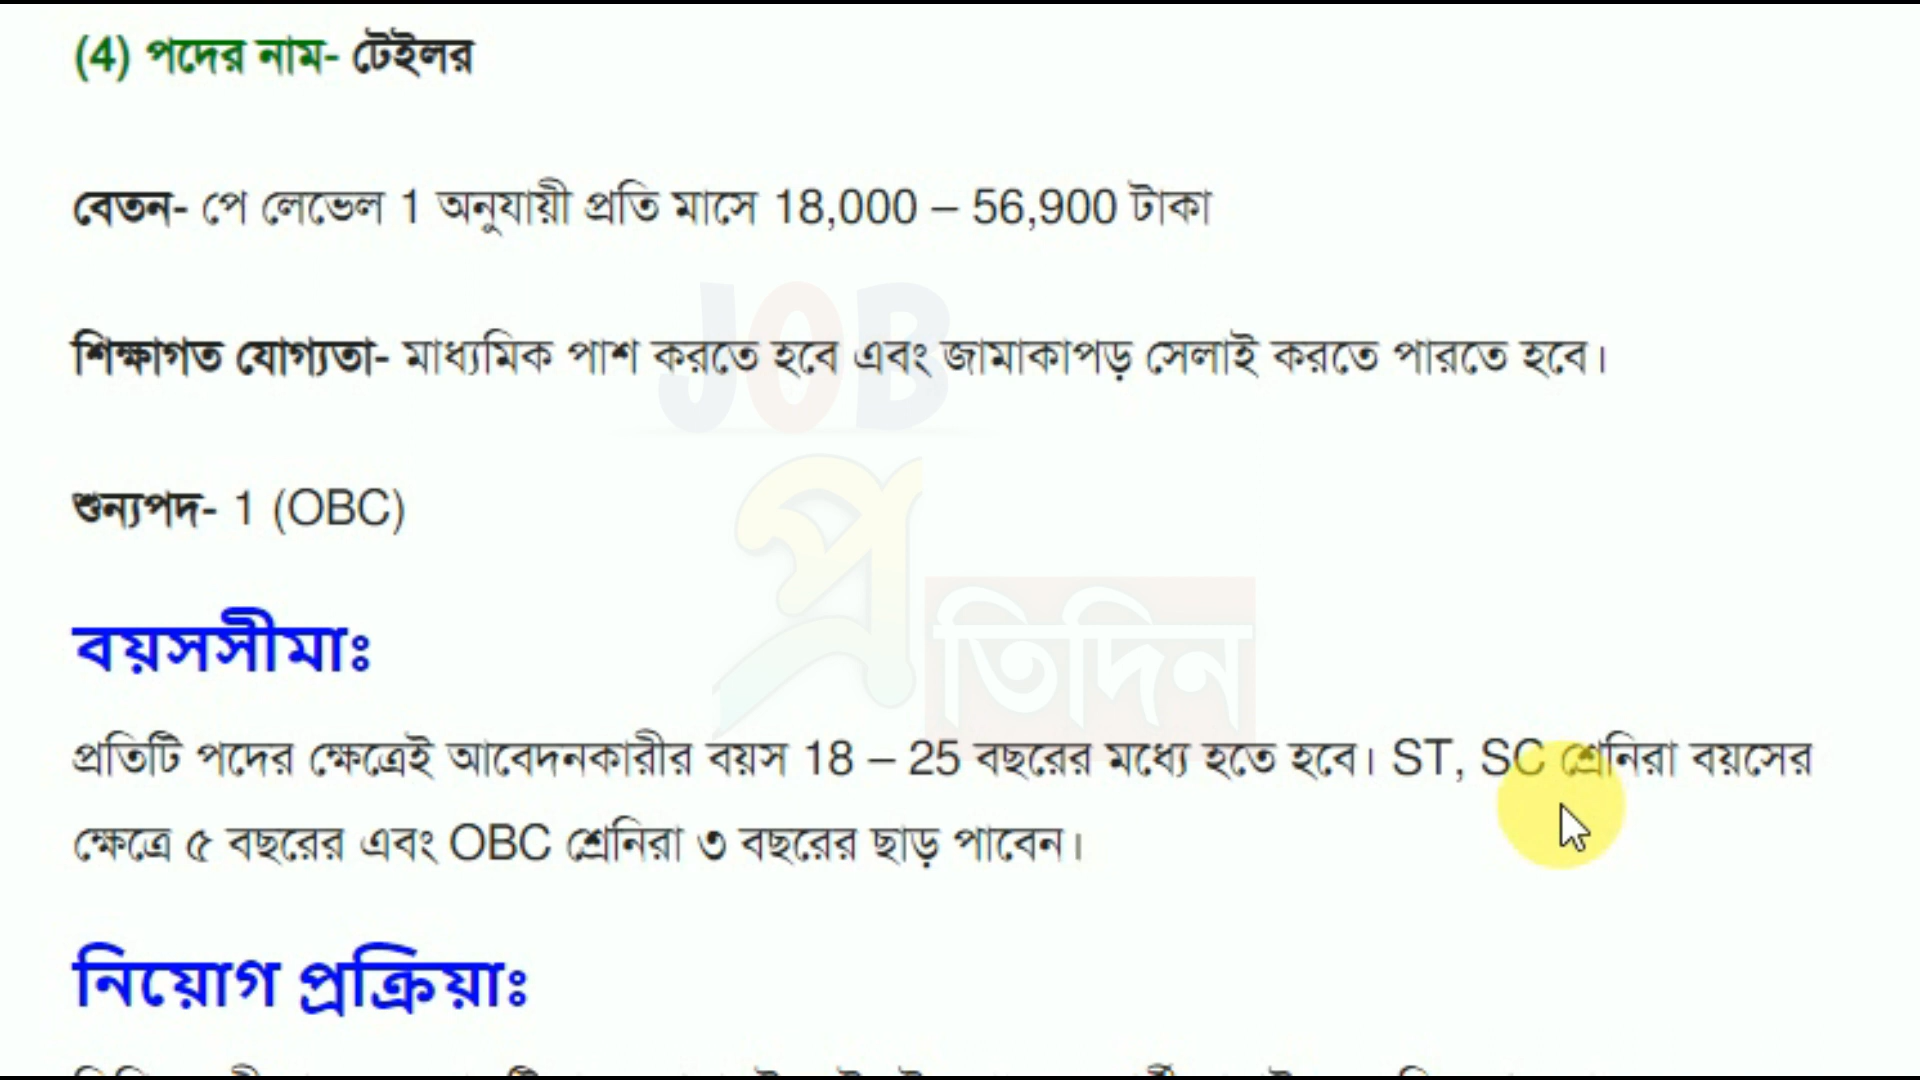 (4) পদের নাম- টেইলর
বেতন- পে লেভেল 1 অনুযায়ী প্রতি মাসে 18,000 – 56,900 টাকা
শিক্ষাগত যোগ্যতা- মাধ্যমিক পাশ করতে হবে এবং জামাকাপড় সেলাই করতে পারতে হবে।
JOB
শুন্যপদ- 1 (OBC)
প্রতিদিন
বয়সসীমাঃ
প্রতিটি পদের ক্ষেত্রেই আবেদনকারীর বয়স 18 – 25 বছরের মধ্যে হতে হবে। ST, SC শ্রেনিরা বয়সের
ক্ষেত্রে ৫ বছরের এবং OBC শ্রেনিরা ৩ বছরের ছাড় পাবেন।
নিয়োগ প্রক্রিয়াঃ